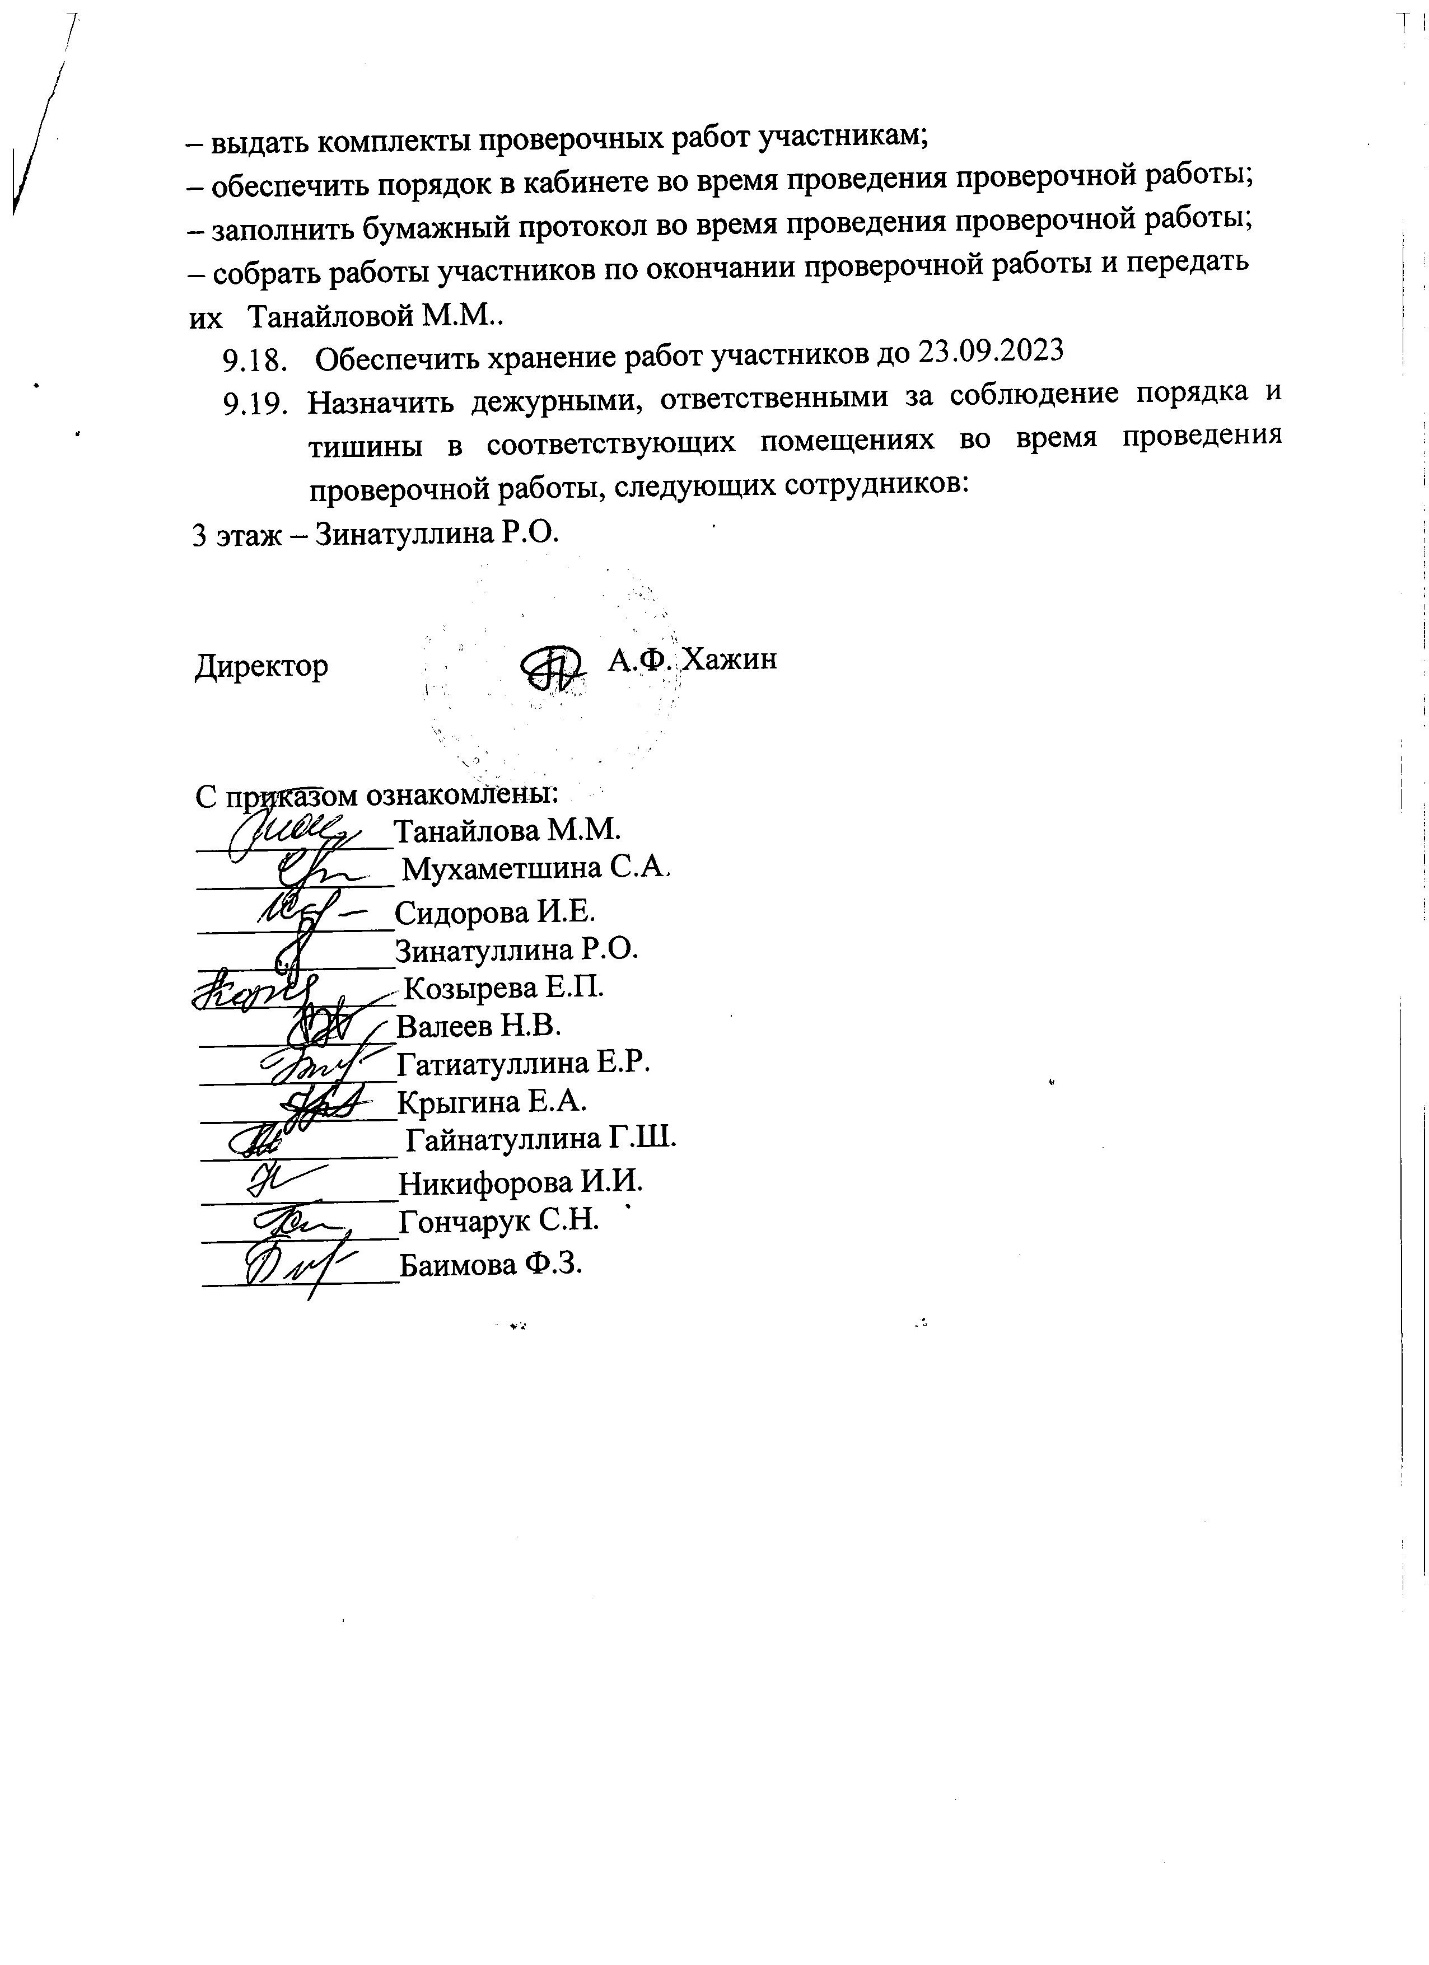 – выдать комплекты проверочных работ участникам;
– обеспечить порядок в кабинете во время проведения проверочной работы;
– заполнить бумажный протокол во время проведения проверочной работы;
– собрать работы участников по окончании проверочной работы и передать
их Танайловой М.М..
9.18. Обеспечить хранение работ участников до 23.09.2023
9.19. Назначить дежурными, ответственными за соблюдение порядка и
тишины в соответствующих помещениях во время проведения
проверочной работы, следующих сотрудников:
3 этаж – Зинатуллина Р.О.
Директор А.Ф. Хажин
С приказом ознакомлены:
Танайлова М.М.
Мухаметшина С.А.
Сидорова И.Е.
Зинатуллина Р.О.
Козырева Е.П.
Валеев Н.В.
Гатиатуллина Е.Р.
Крыгина Е.А.
Гайнатуллина Г.Ш.
Никифорова И.И.
Гончарук С.Н.
Баимова Ф.З.